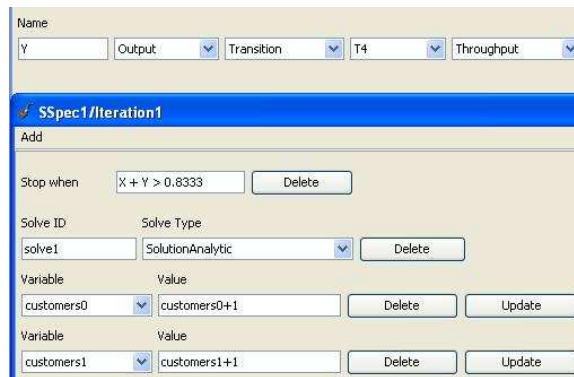 Name
Y Output Transition T4 Throughput
SSpec1/Iteration1
Add
Stop when X + Y > 0.8333 Delete
Solve ID Solve Type
solve1 SolutionAnalytic Delete
Variable Value
customers0 customers0+1 Delete Update
Variable Value
customers1 customers1+1 Delete Update